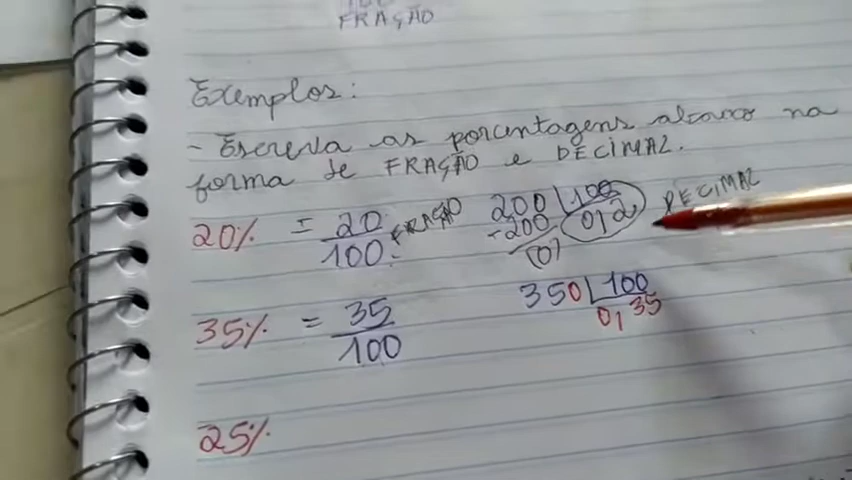 FRAÇÃO
Exemplos:
- Escreva as porcentagens abaixo na
forma de FRAÇÃO e DECIMAL.
20% = 20/100 FRAÇÃO 200 | 100 DECIMAL
-200 0,2
(0)
35% = 35/100 350 | 100
0,35
25%